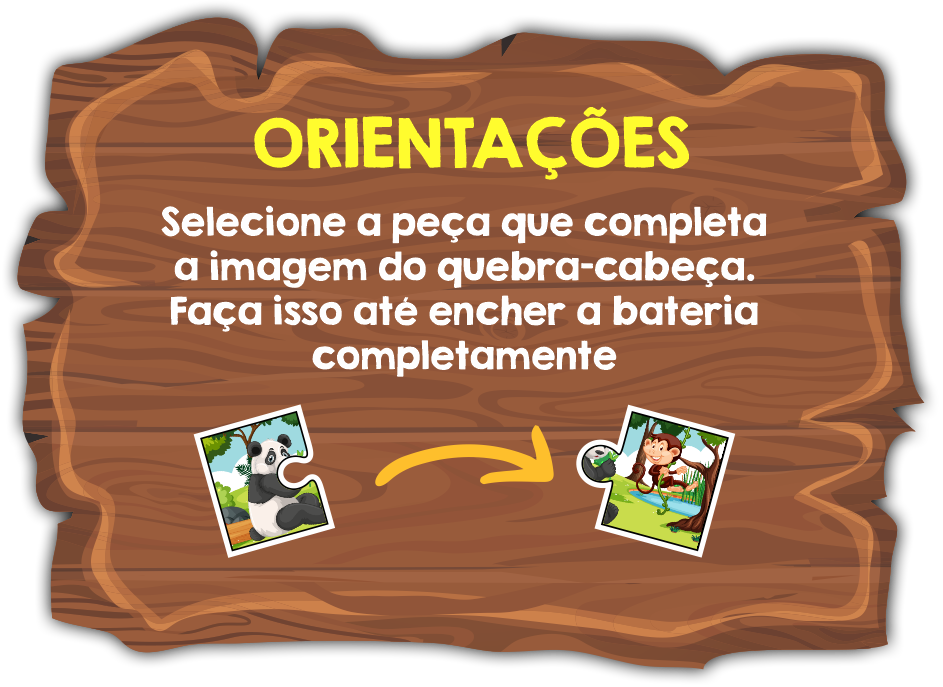 ORIENTAÇÕES
Selecione a peça que completa
a imagem do quebra-cabeça.
Faça isso até encher a bateria
completamente